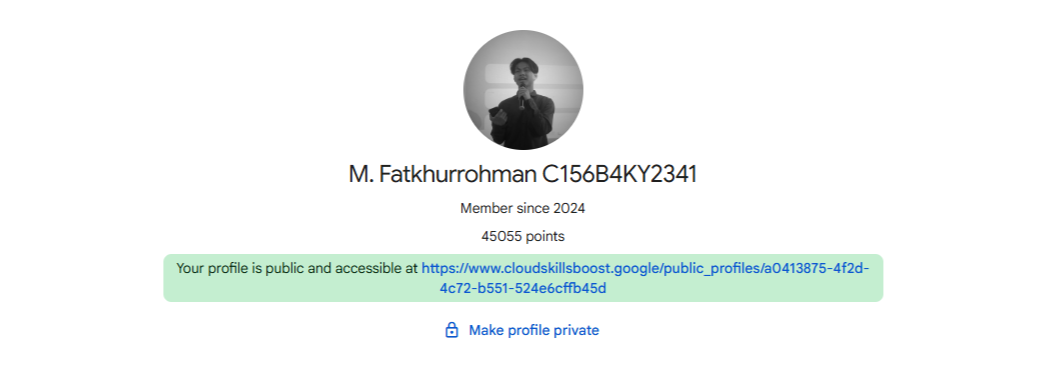 M. Fatkhurrohman C156B4KY2341
Member since 2024
45055 points
Your profile is public and accessible at https://www.cloudskillsboost.google/public_profiles/a0413875-4f2d-
4c72-b551-524e6cffb45d
Make profile private